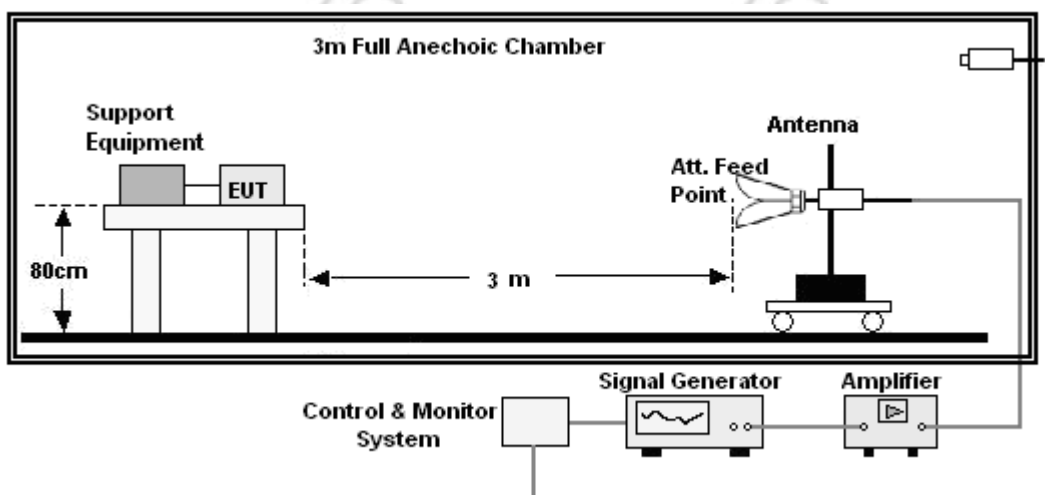 3m Full Anechoic Chamber
Support
Equipment
Antenna
Att. Feed
Point
EUT
80cm
3 m
Signal Generator
Amplifier
Control & Monitor
System